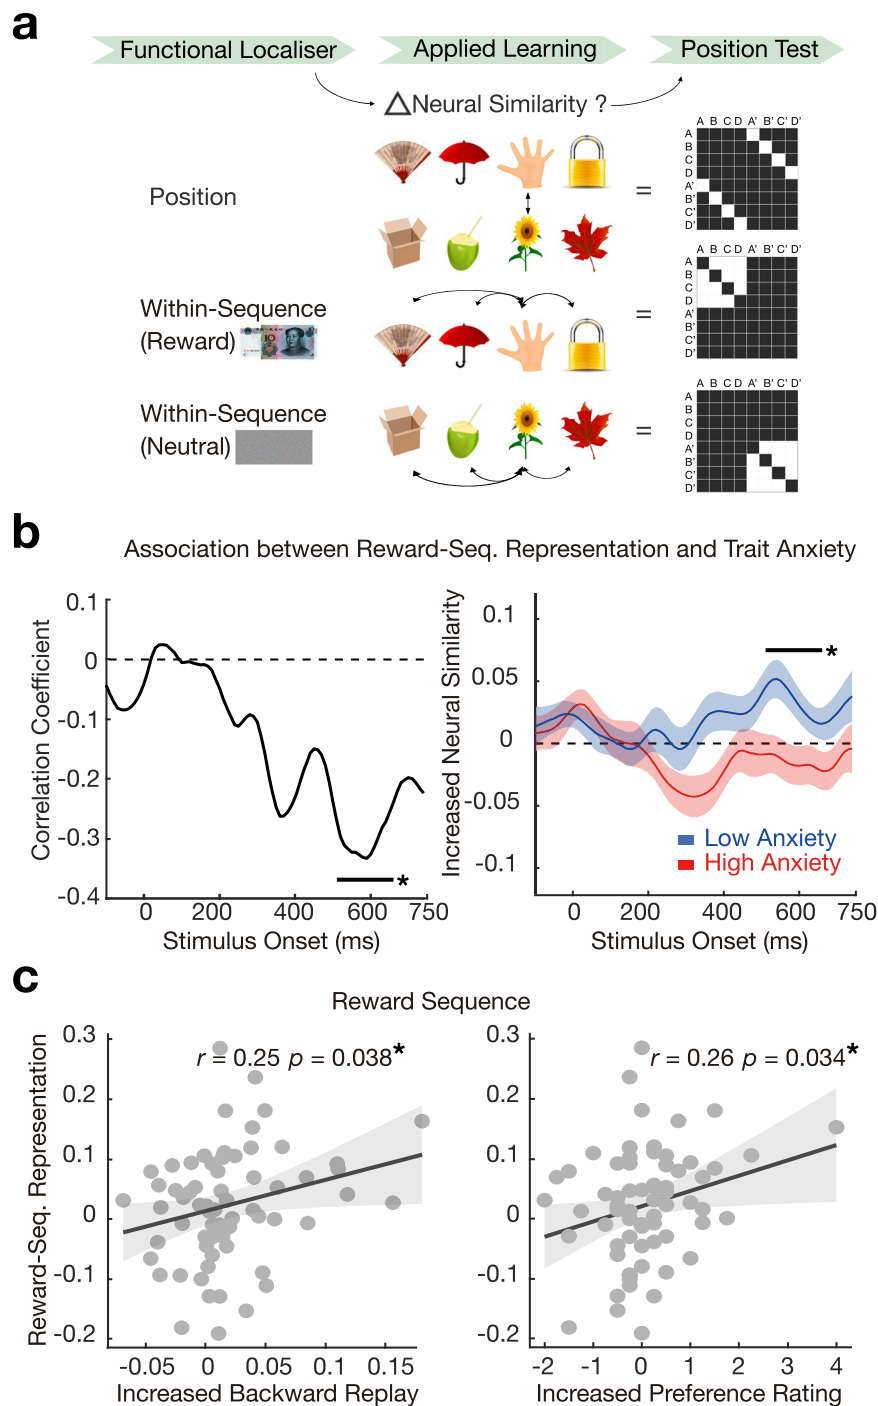 a
Functional Localiser
Applied Learning
Position Test
△Neural Similarity ?
Position
=
A B C D A' B' C' D'
A
B
C
D
A'
B'
C'
D'
Within-Sequence
(Reward)
10
=
A B C D A' B' C' D'
A
B
C
D
A'
B'
C'
D'
Within-Sequence
(Neutral)
=
A B C D A' B' C' D'
A
B
C
D
A'
B'
C'
D'
b
Association between Reward-Seq. Representation and Trait Anxiety
Correlation Coefficient
0.1
0
-0.1
-0.2
-0.3
-0.4
*
0 200 400 600 750
Stimulus Onset (ms)
Increased Neural Similarity
0.1
0.05
0
-0.05
-0.1
*
Low Anxiety
High Anxiety
0 200 400 600 750
Stimulus Onset (ms)
c
Reward Sequence
Reward-Seq. Representation
0.3
0.2
0.1
0
-0.1
-0.2
r = 0.25 p = 0.038*
-0.05 0 0.05 0.1 0.15
Increased Backward Replay
0.3
0.2
0.1
0
-0.1
-0.2
r = 0.26 p = 0.034*
-2 -1 0 1 2 3 4
Increased Preference Rating